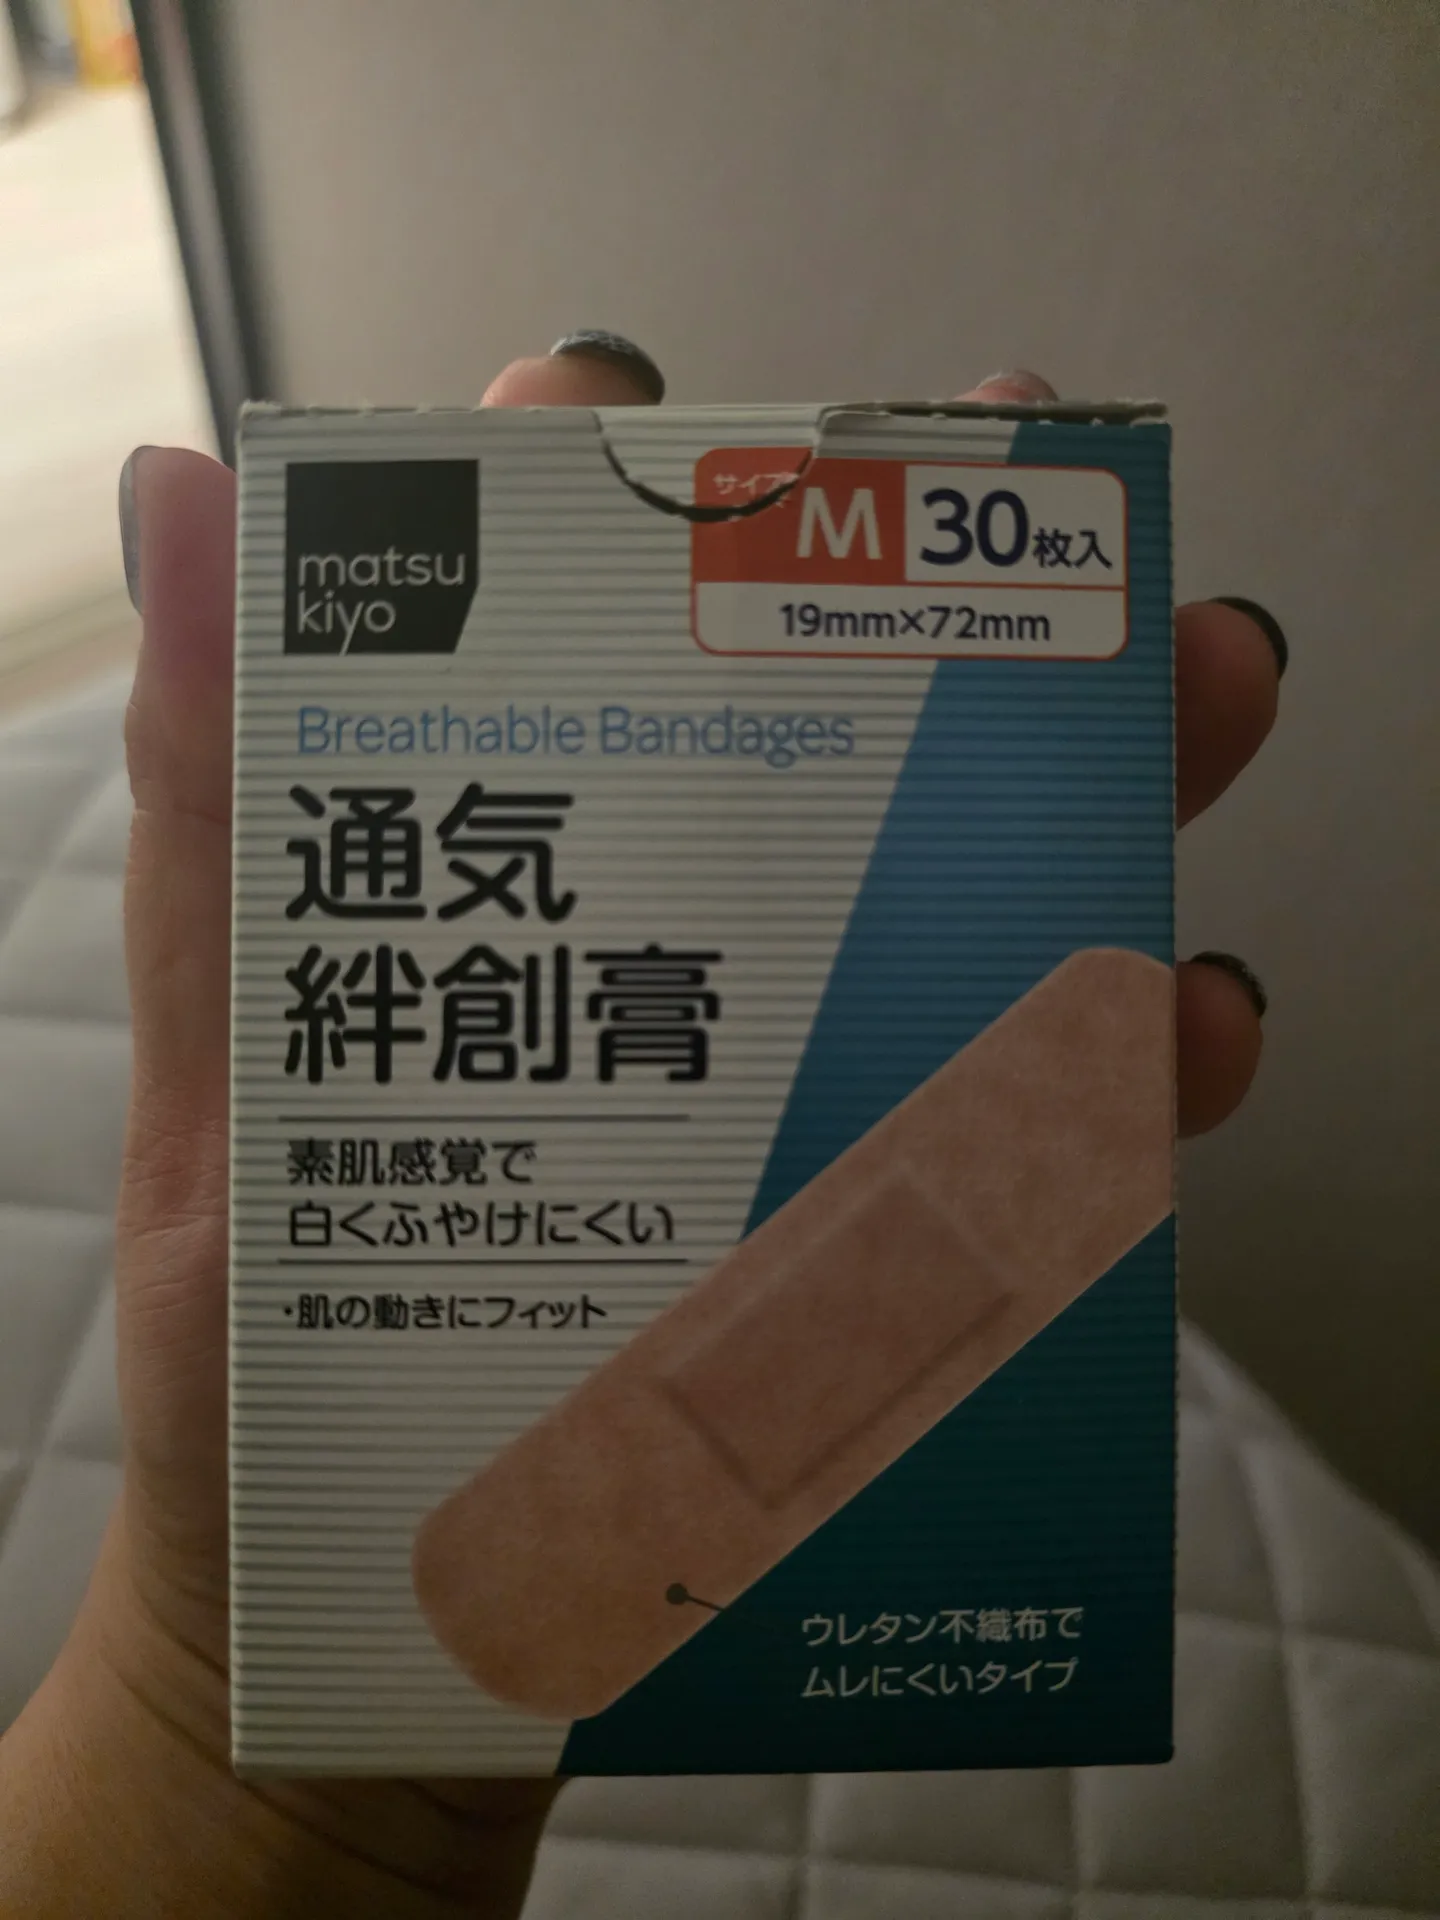 matsu
kiyo
サイズ
M
30枚入
19mm×72mm
Breathable Bandages
通気
絆創膏
素肌感覚で
白くふやけにくい
・肌の動きにフィット
ウレタン不織布で
ムレにくいタイプ